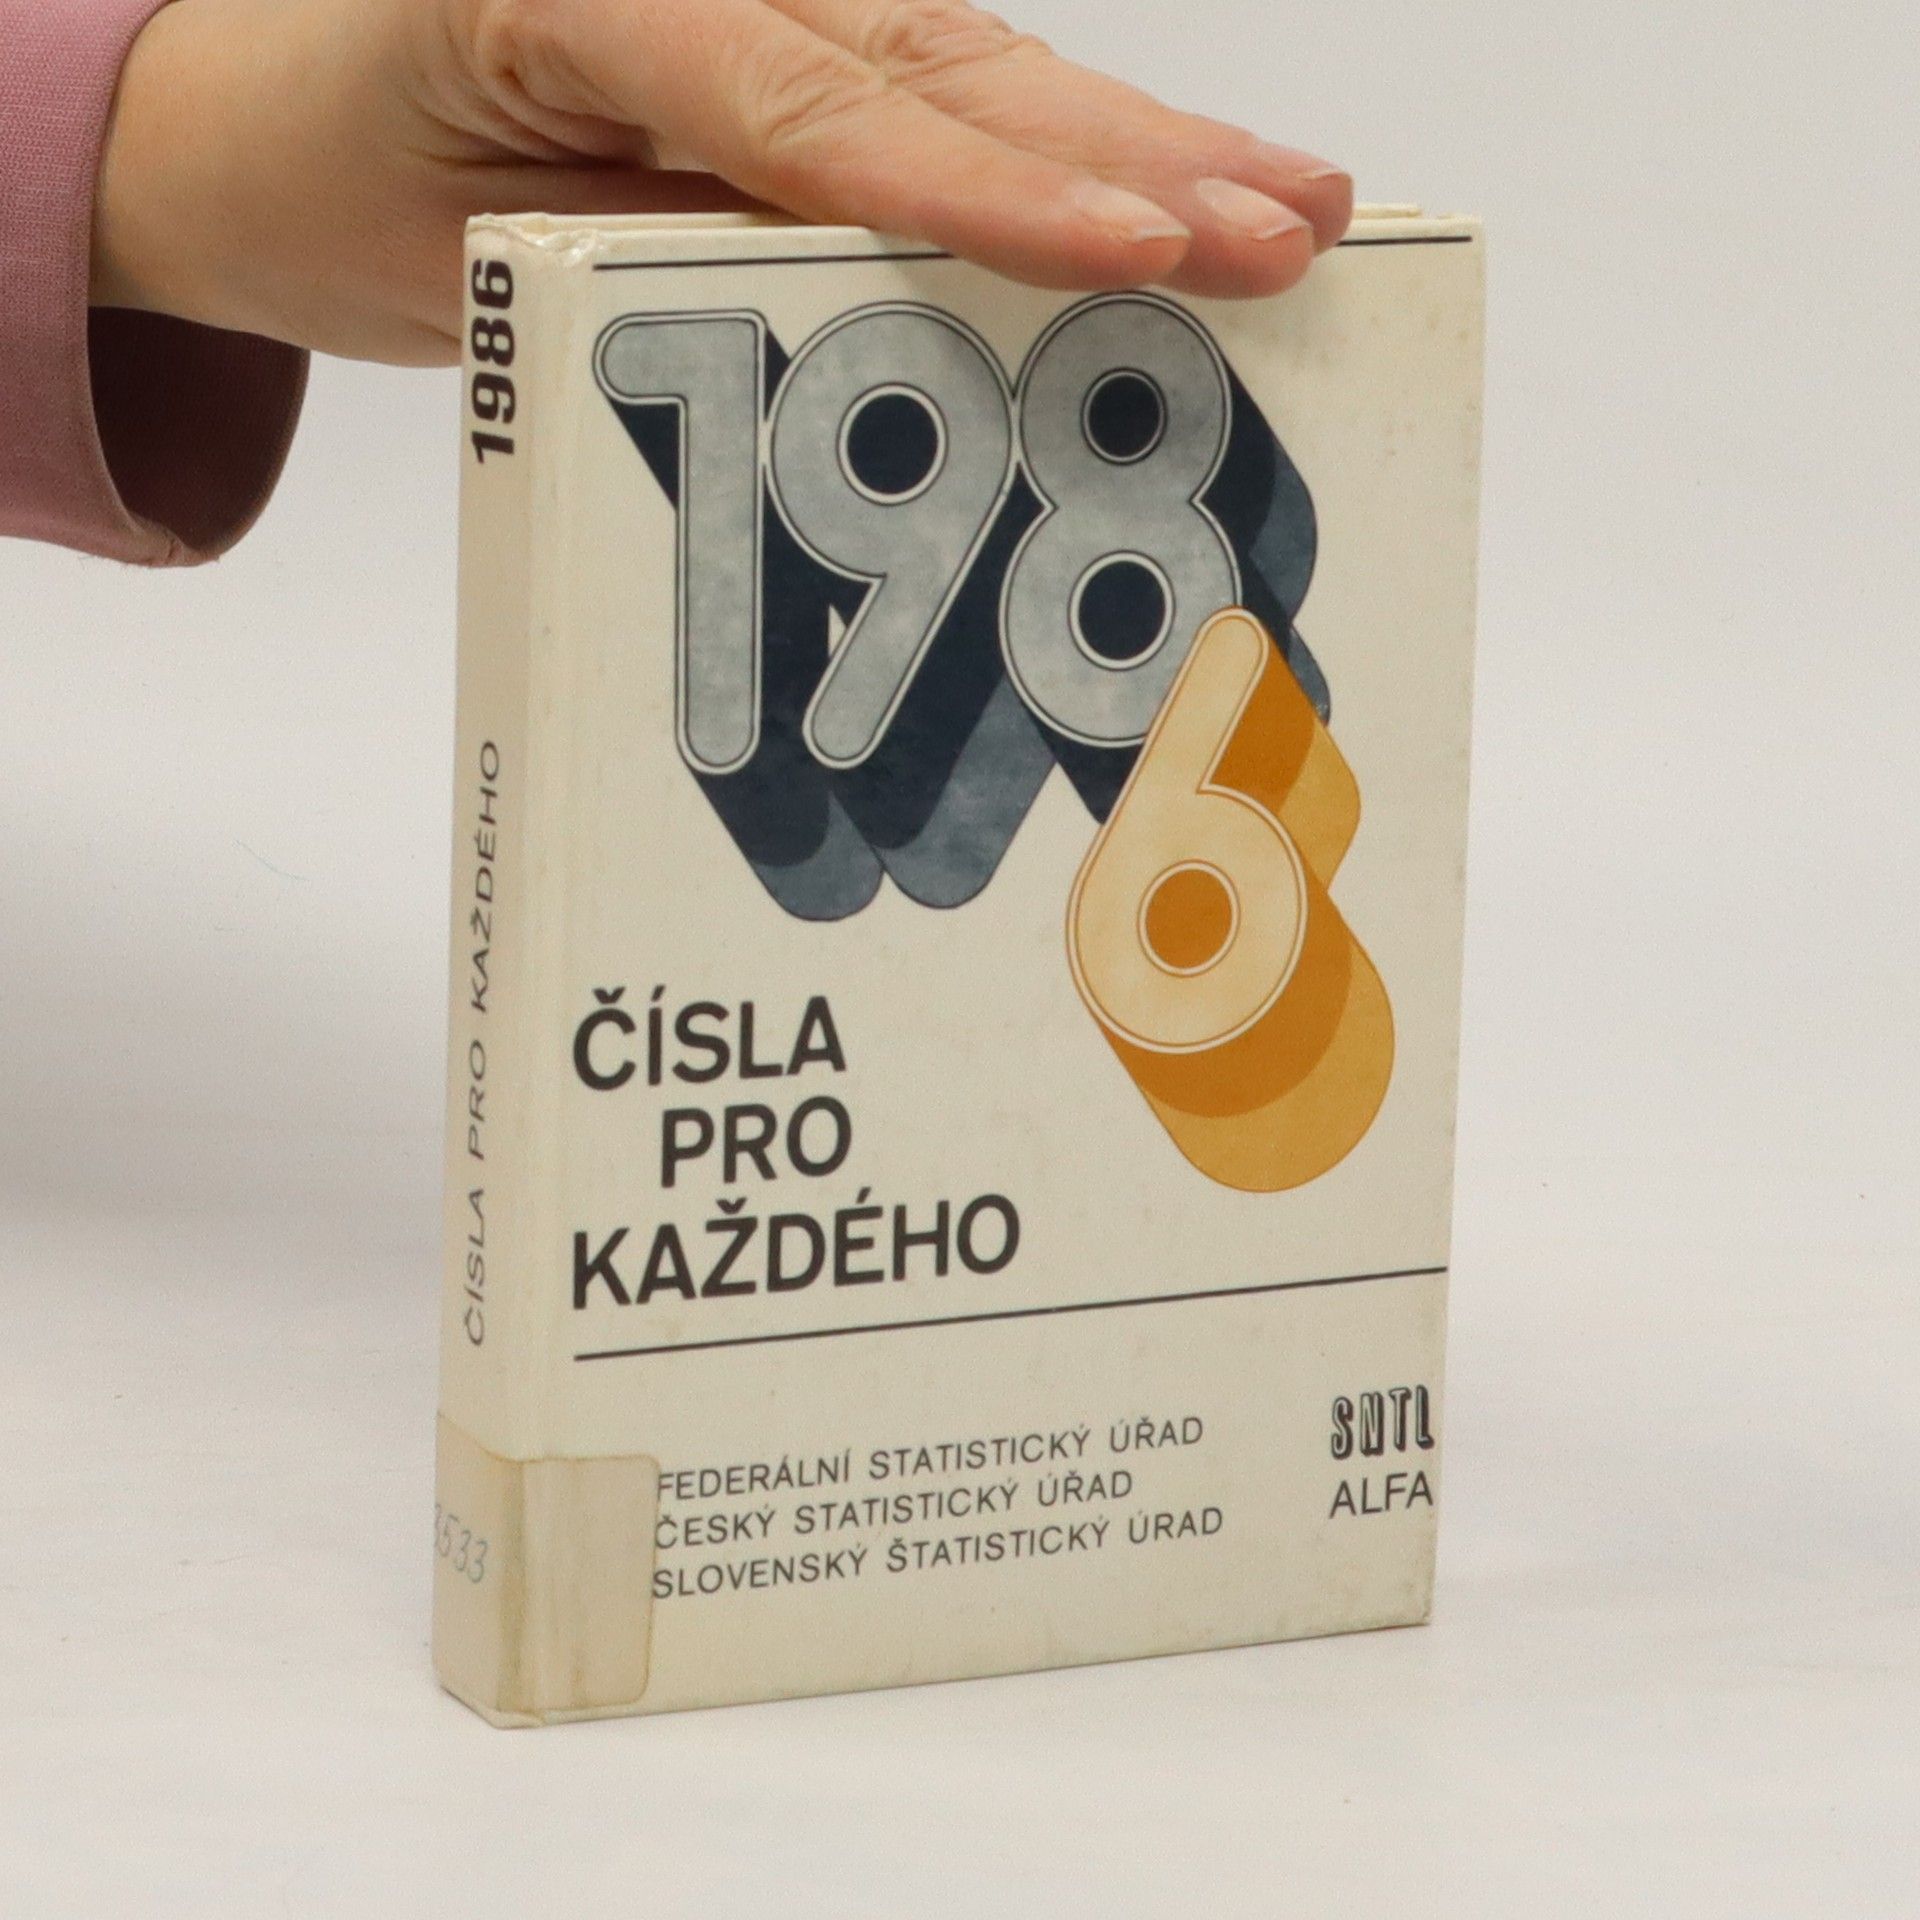 1986
ČÍSLA PRO KAŽDÉHO
1986
ČÍSLA
PRO
KAŽDÉHO
FEDERÁLNÍ STATISTICKÝ ÚŘAD
ČESKÝ STATISTICKÝ ÚŘAD
SLOVENSKÝ ŠTATISTICKÝ ÚRAD
SNTL
ALFA